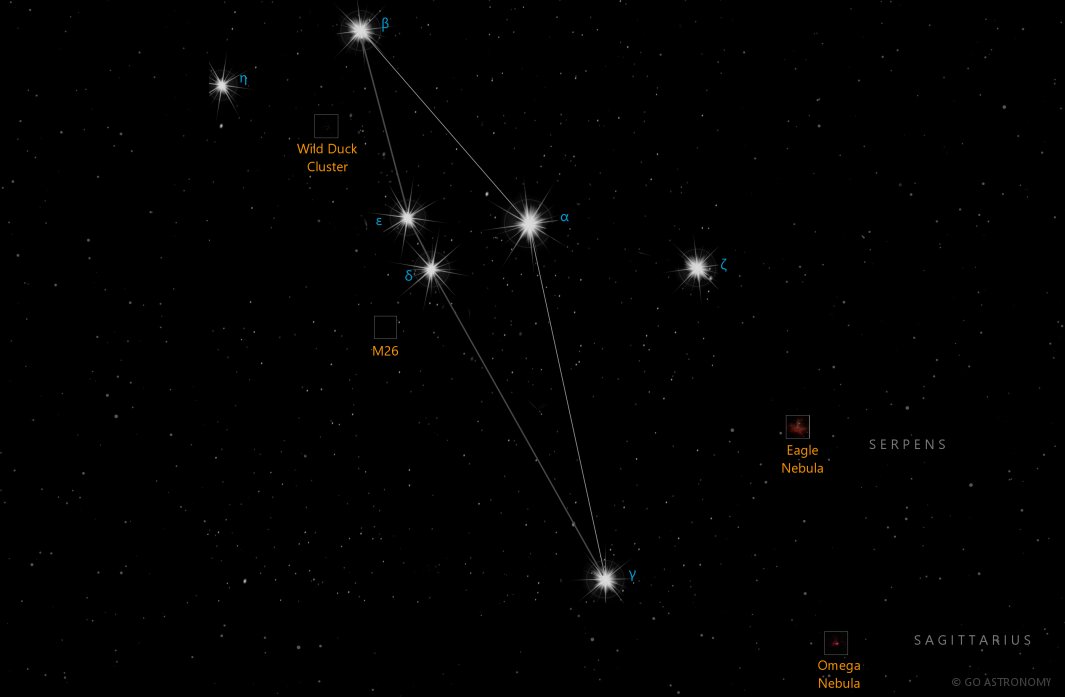 β
η
Wild Duck
Cluster
ε
α
δ
ζ
M26
Eagle
Nebula
SERPENS
γ
SAGITTARIUS
Omega
Nebula
© GO ASTRONOMY